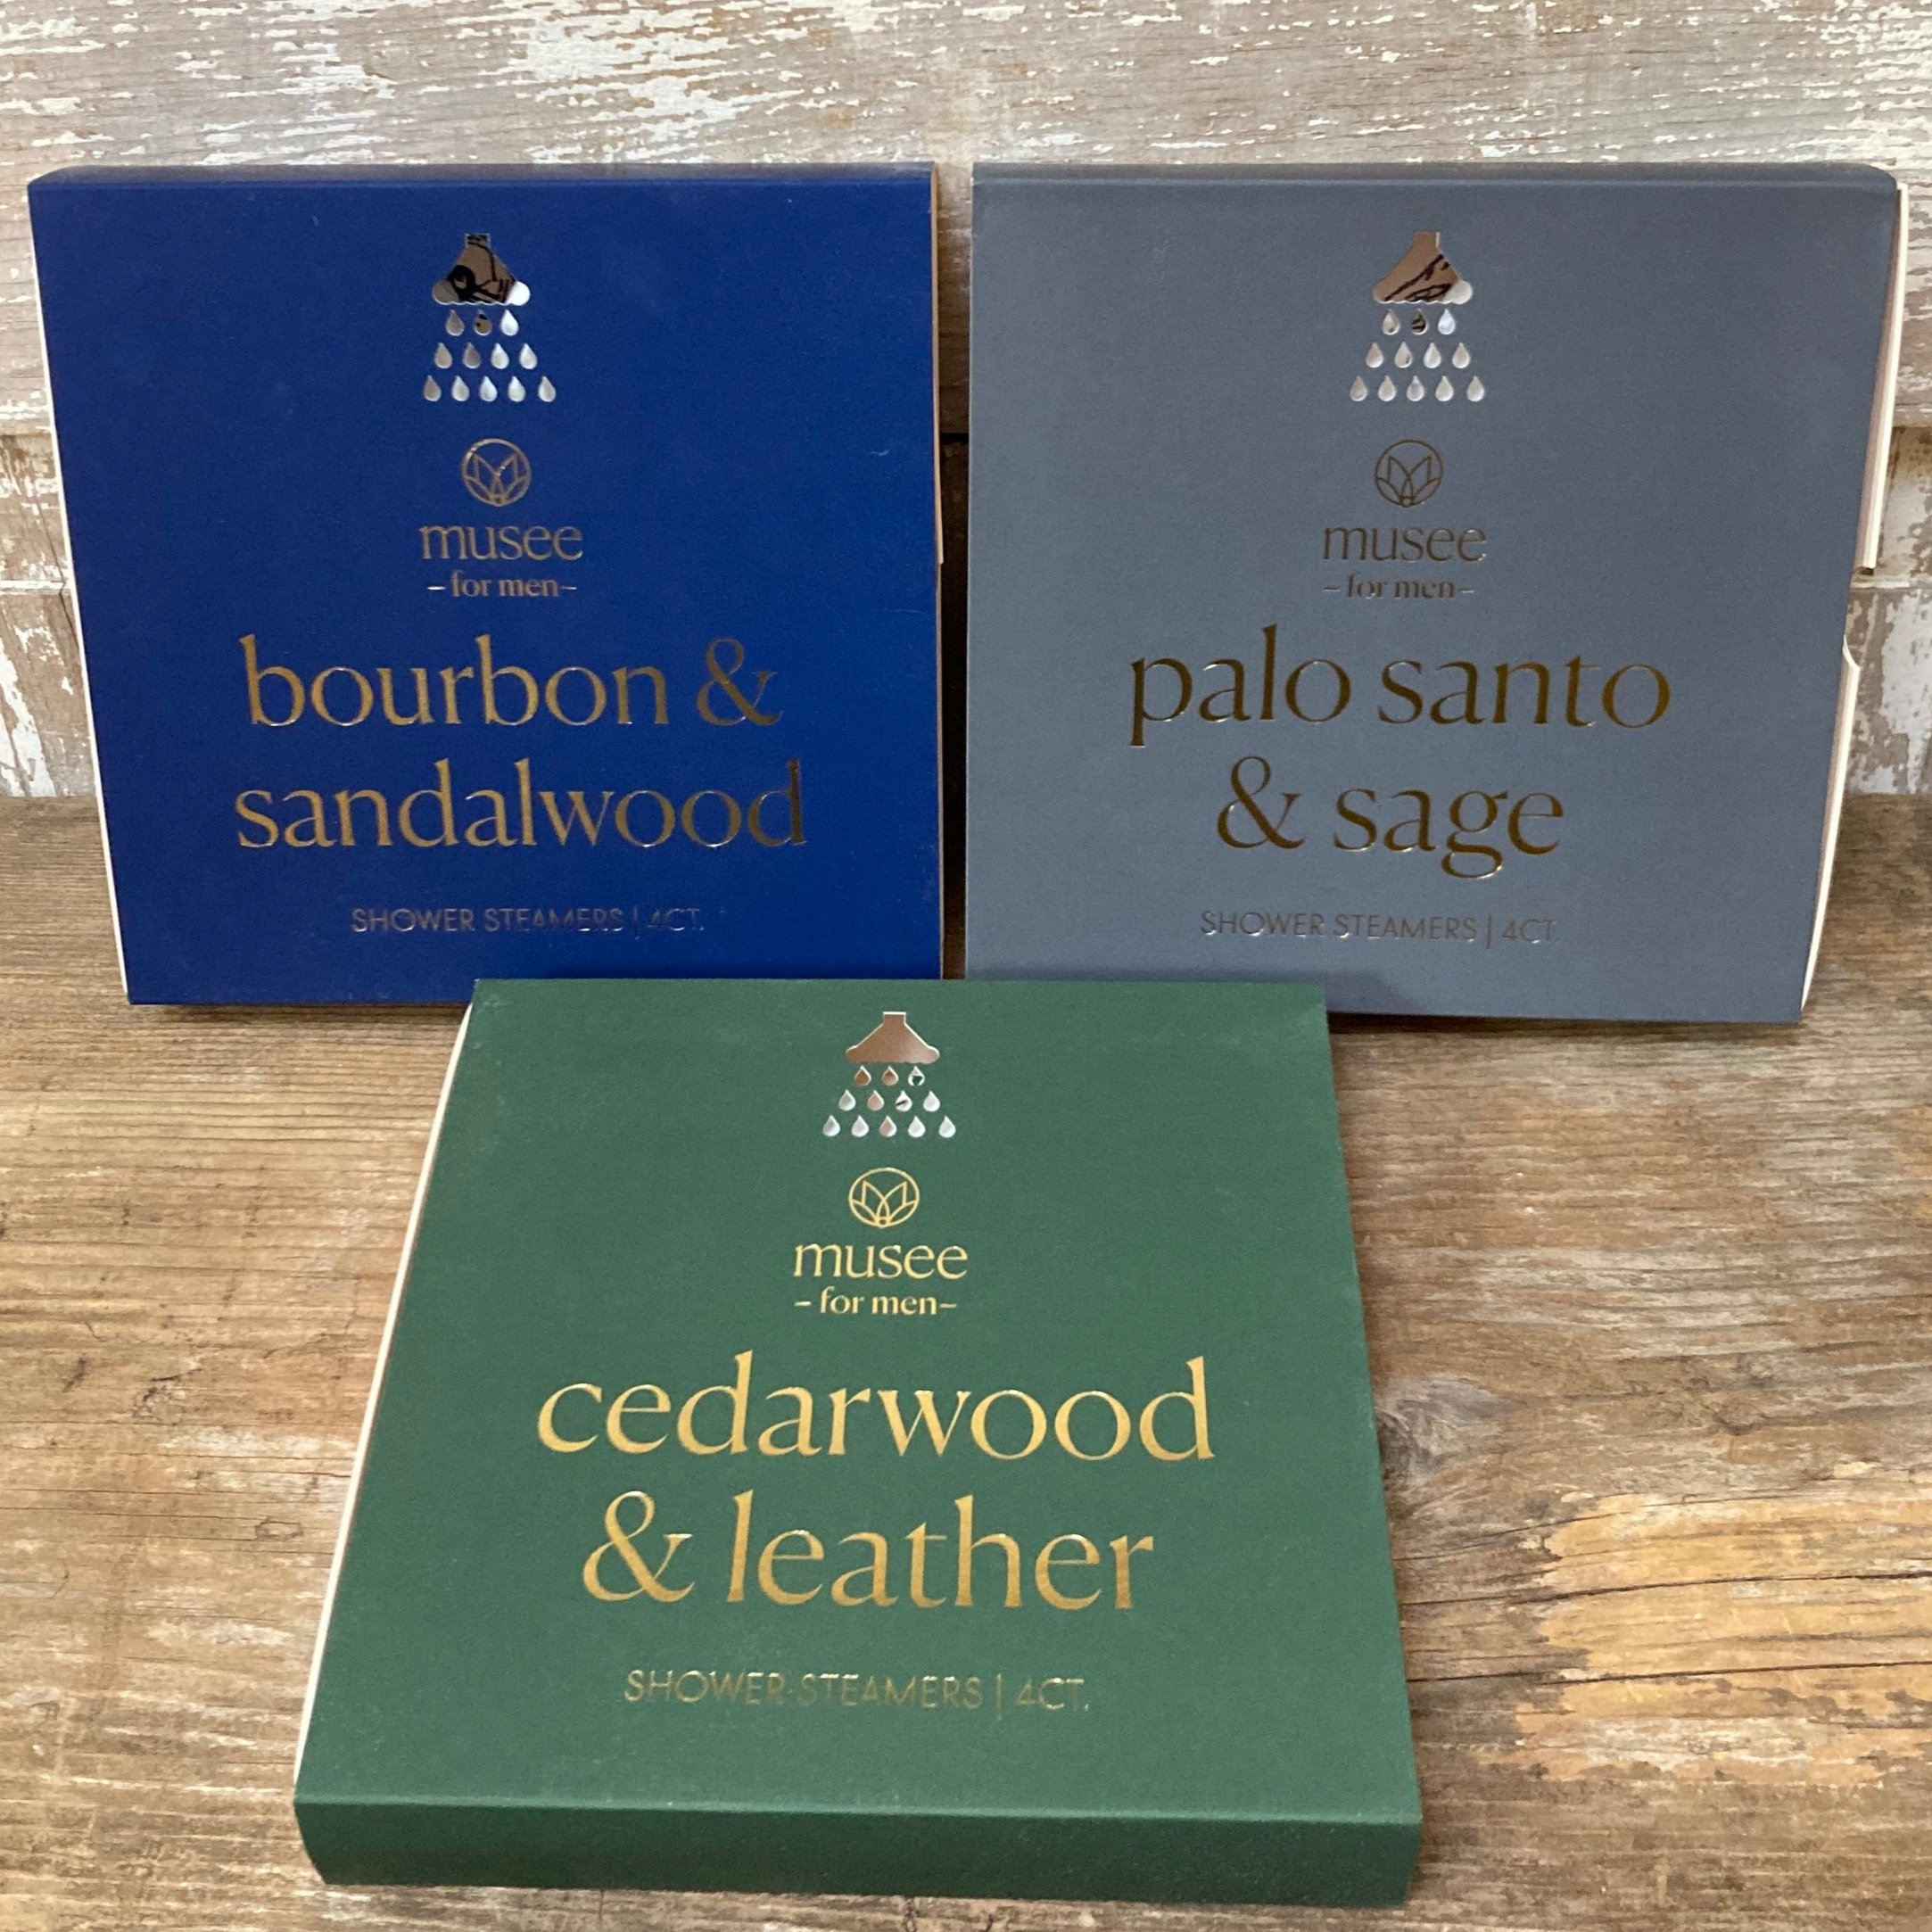 musee
– for men–
bourbon &
sandalwood
SHOWER STEAMERS | 4CT.
musee
– for men–
palo santo
& sage
SHOWER STEAMERS | 4CT.
musee
– for men–
cedarwood
& leather
SHOWER STEAMERS | 4CT.